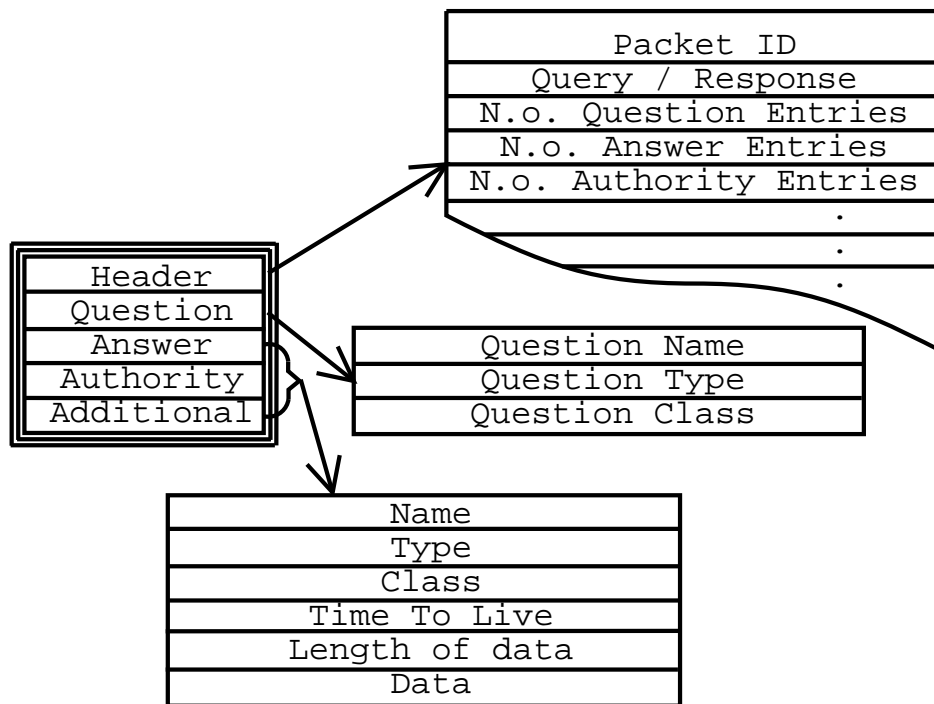 Packet ID
Query / Response
N.o. Question Entries
N.o. Answer Entries
N.o. Authority Entries
.
.
.
Header
Question
Answer
Authority
Additional
Question Name
Question Type
Question Class
Name
Type
Class
Time To Live
Length of data
Data